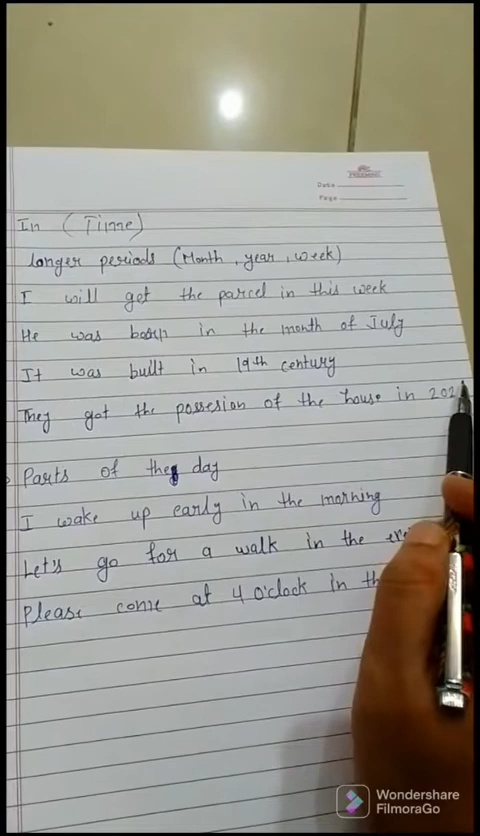 Date
Page
In (Time)
longer periods (Month, year, week)
I will get the parcel in this week
He was born in the month of July
It was built in 19th century
They got the possesion of the house in
Parts of the day
I wake up early in the morning
Let's go for a walk in the
Please come at 4 o'clock in
Wondershare
FilmoraGo